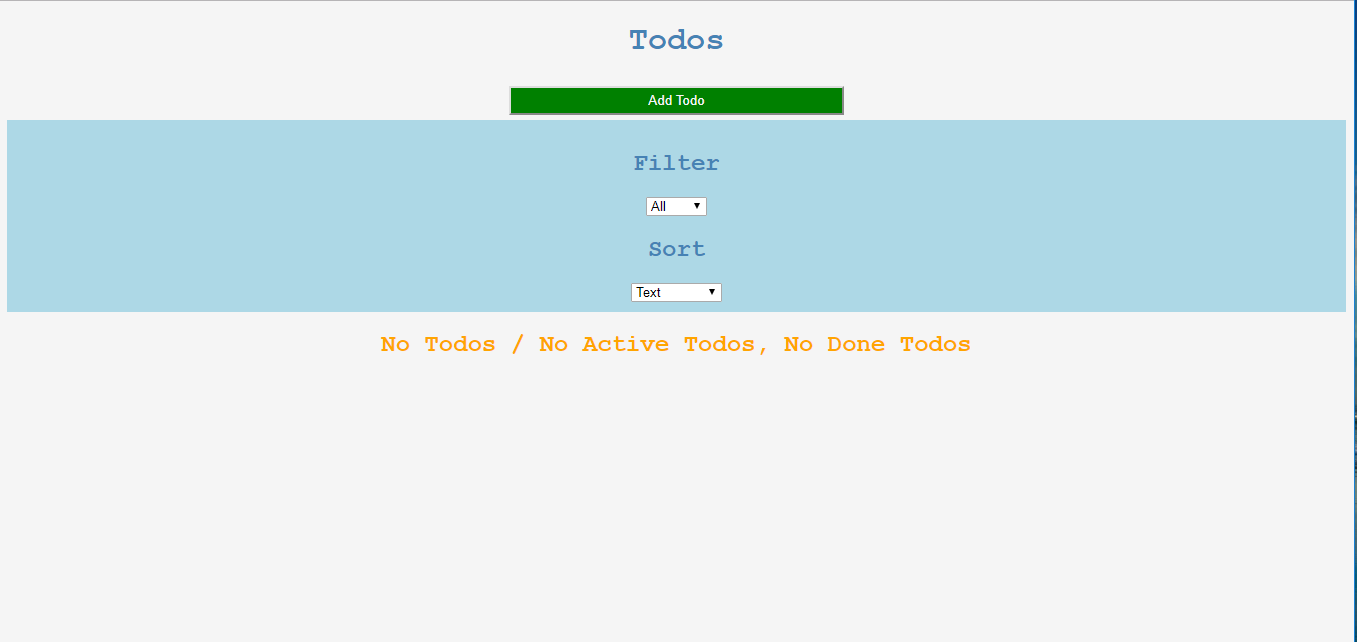 Todos
Add Todo
Filter
All
Sort
Text
No Todos / No Active Todos, No Done Todos